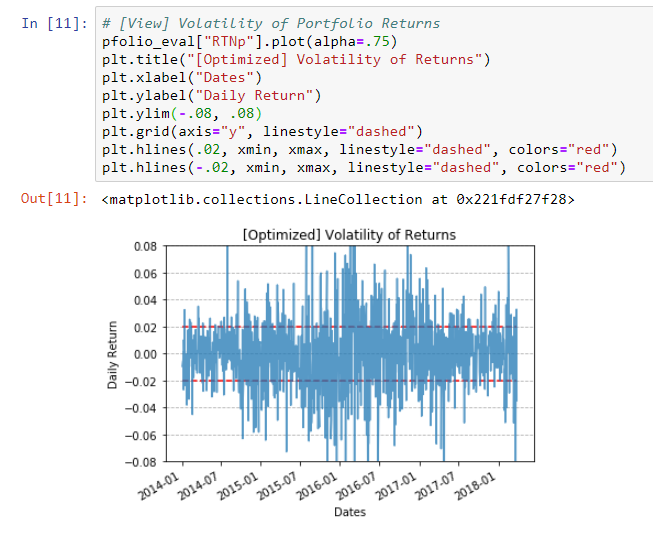 In [11]: # [View] Volatility of Portfolio Returns
pfolio_eval["RTNp"].plot(alpha=.75)
plt.title("[Optimized] Volatility of Returns")
plt.xlabel("Dates")
plt.ylabel("Daily Return")
plt.ylim(-.08, .08)
plt.grid(axis="y", linestyle="dashed")
plt.hlines(.02, xmin, xmax, linestyle="dashed", colors="red")
plt.hlines(-.02, xmin, xmax, linestyle="dashed", colors="red")
Out[11]: <matplotlib.collections.LineCollection at 0x221fdf27f28>
[Optimized] Volatility of Returns
0.08
0.06
0.04
0.02
0.00
−0.02
−0.04
−0.06
−0.08
Daily Return
2014-01
2014-07
2015-01
2015-07
2016-01
2016-07
2017-01
2017-07
2018-01
Dates